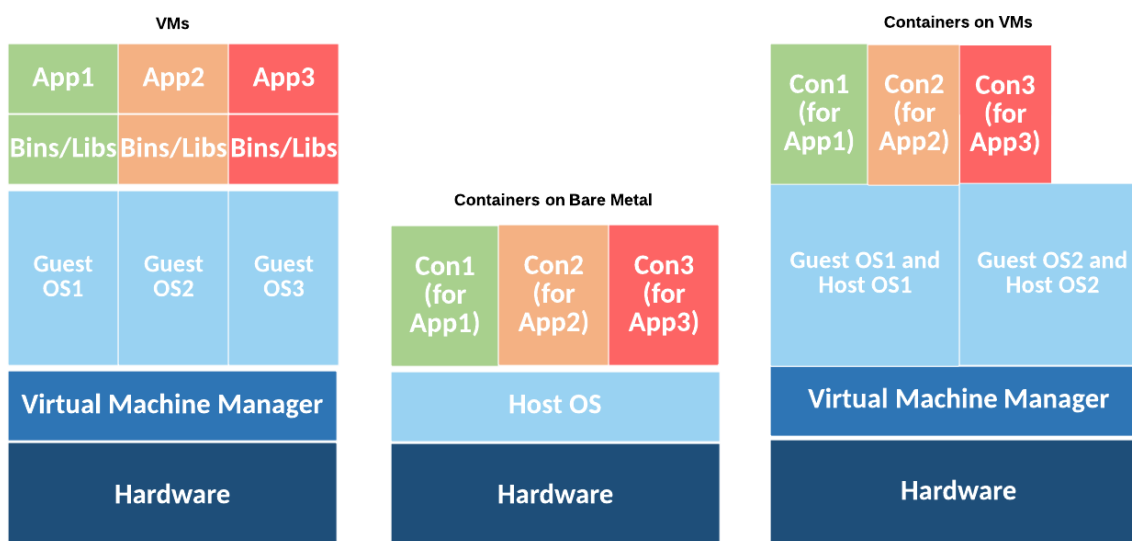 VMs
App1
App2
App3
Bins/Libs
Bins/Libs
Bins/Libs
Guest
OS1
Guest
OS2
Guest
OS3
Virtual Machine Manager
Hardware
Containers on Bare Metal
Con1
(for
App1)
Con2
(for
App2)
Con3
(for
App3)
Host OS
Hardware
Containers on VMs
Con1
(for
App1)
Con2
(for
App2)
Con3
(for
App3)
Guest OS1 and
Host OS1
Guest OS2 and
Host OS2
Virtual Machine Manager
Hardware